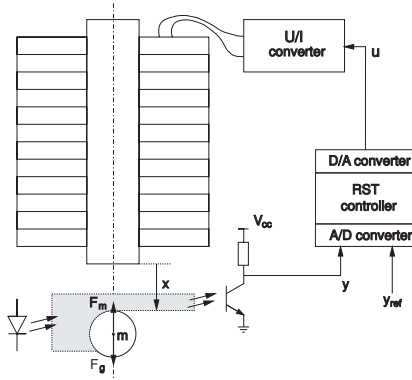 U/I
converter
u
D/A converter
RST
controller
A/D converter
Vcc
x
y
yref
Fm
m
Fg